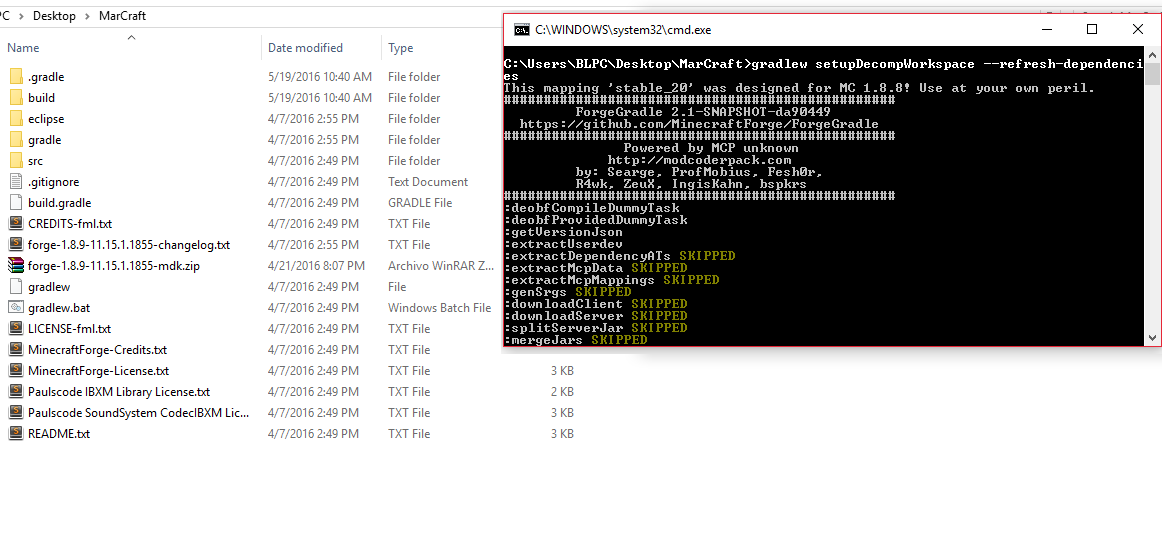 PC > Desktop > MarCraft
Name Date modified Type
.gradle 5/19/2016 10:40 AM File folder
build 5/19/2016 10:40 AM File folder
eclipse 4/7/2016 2:55 PM File folder
gradle 4/7/2016 2:55 PM File folder
src 4/7/2016 2:49 PM File folder
.gitignore 4/7/2016 2:49 PM Text Document
build.gradle 4/7/2016 2:49 PM GRADLE File
CREDITS-fml.txt 4/7/2016 2:49 PM TXT File
forge-1.8.9-11.15.1.1855-changelog.txt 4/7/2016 2:55 PM TXT File
forge-1.8.9-11.15.1.1855-mdk.zip 4/21/2016 8:07 PM Archivo WinRAR Z...
gradlew 4/7/2016 2:49 PM File
gradlew.bat 4/7/2016 2:49 PM Windows Batch File
LICENSE-fml.txt 4/7/2016 2:49 PM TXT File
MinecraftForge-Credits.txt 4/7/2016 2:49 PM TXT File
MinecraftForge-License.txt 4/7/2016 2:49 PM TXT File 3 KB
Paulscode IBXM Library License.txt 4/7/2016 2:49 PM TXT File 2 KB
Paulscode SoundSystem CodecIBXM Lic... 4/7/2016 2:49 PM TXT File 3 KB
README.txt 4/7/2016 2:49 PM TXT File 3 KB
C:\WINDOWS\system32\cmd.exe
C:\Users\BLPC\Desktop\MarCraft>gradlew setupDecompWorkspace --refresh-dependenci
es
This mapping 'stable_20' was designed for MC 1.8.8! Use at your own peril.
#################################################
ForgeGradle 2.1-SNAPSHOT-da90449
https://github.com/MinecraftForge/ForgeGradle
#################################################
Powered by MCP unknown
http://modcoderpack.com
by: Searge, ProfMobius, Fesh0r,
R4wk, ZeuX, IngisKahn, bspkrs
#################################################
:deobfCompileDummyTask
:deobfProvidedDummyTask
:getVersionJson
:extractUserdev
:extractDependencyATs SKIPPED
:extractMcpData SKIPPED
:extractMcpMappings SKIPPED
:genSrgs SKIPPED
:downloadClient SKIPPED
:downloadServer SKIPPED
:splitServerJar SKIPPED
:mergeJars SKIPPED